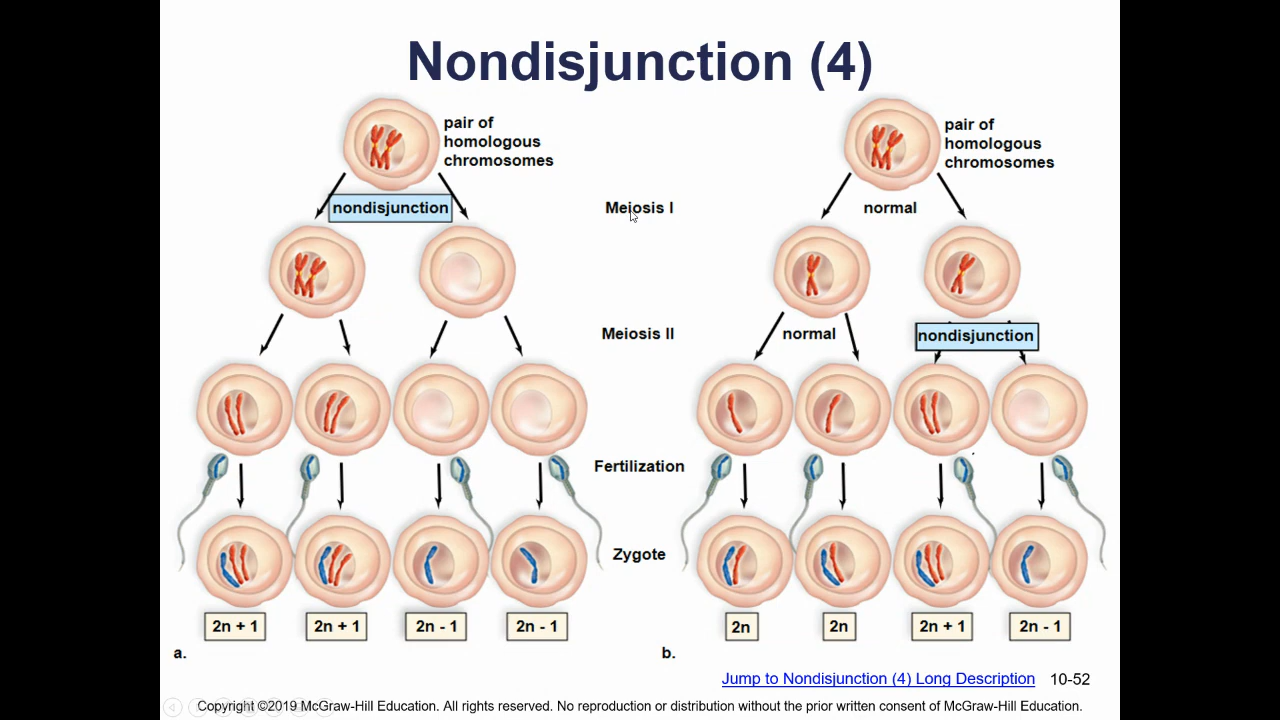 Nondisjunction (4)
pair of
homologous
chromosomes
nondisjunction
Meiosis I
pair of
homologous
chromosomes
normal
Meiosis II
normal
nondisjunction
Fertilization
Zygote
2n + 1
2n + 1
2n - 1
2n - 1
2n
2n
2n + 1
2n - 1
a.
b.
Jump to Nondisjunction (4) Long Description
10-52
Copyright ©2019 McGraw-Hill Education. All rights reserved. No reproduction or distribution without the prior written consent of McGraw-Hill Education.